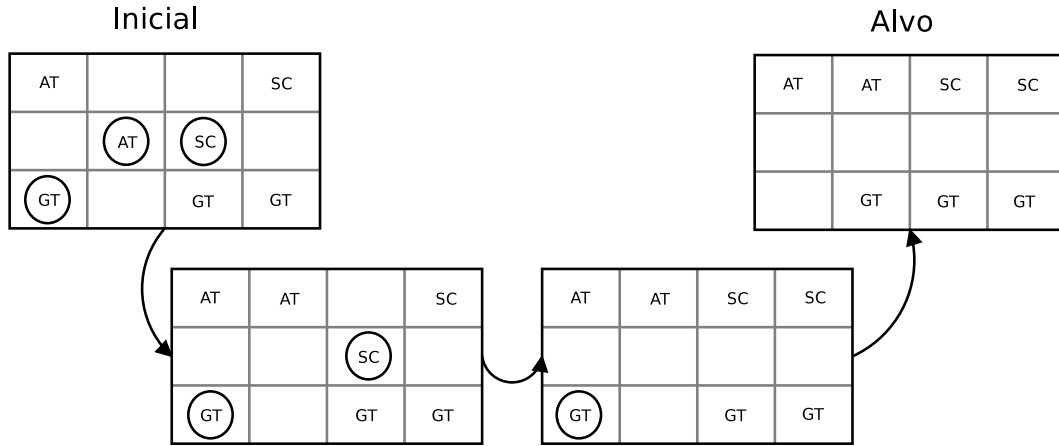 Inicial
AT SC
AT SC
GT GT GT
Alvo
AT AT SC SC
GT GT GT
AT AT SC
SC
GT GT GT
AT AT SC SC
GT GT GT